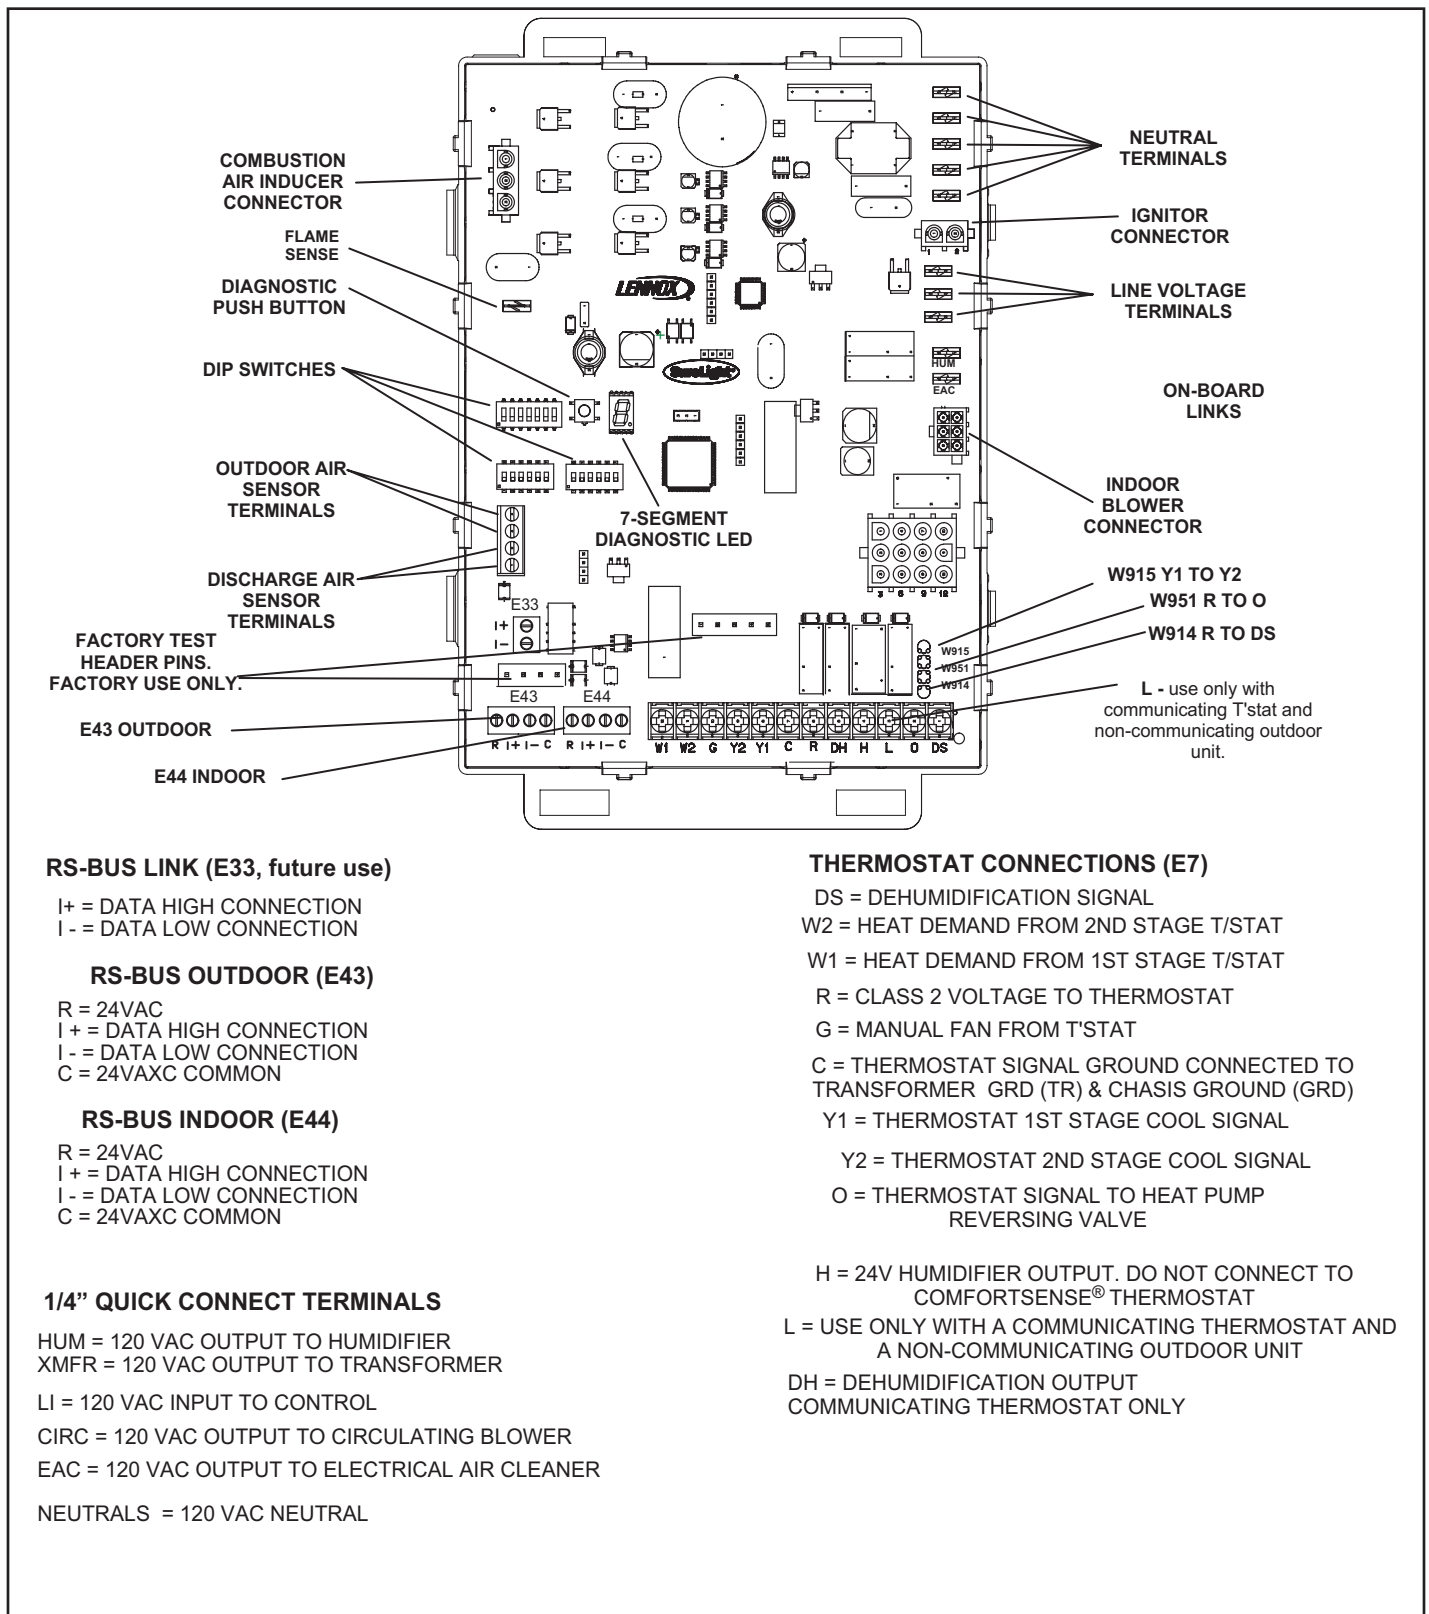 COMBUSTION
AIR INDUCER
CONNECTOR
FLAME
SENSE
DIAGNOSTIC
PUSH BUTTON
DIP SWITCHES
OUTDOOR AIR
SENSOR
TERMINALS
DISCHARGE AIR
SENSOR
TERMINALS
FACTORY TEST
HEADER PINS.
FACTORY USE ONLY.
E43 OUTDOOR
E44 INDOOR
LENNOX
SureLight
1 2
HUM
EAC
7-SEGMENT
DIAGNOSTIC LED
3 6 9 12
E33
I+
I-
E43
E44
R I+ I- C
R I+ I- C
W915
W951
W914
W1 W2 G Y2 Y1 C R DH H L O DS
NEUTRAL
TERMINALS
IGNITOR
CONNECTOR
LINE VOLTAGE
TERMINALS
ON-BOARD
LINKS
INDOOR
BLOWER
CONNECTOR
W915 Y1 TO Y2
W951 R TO O
W914 R TO DS
L - use only with
communicating T'stat and
non-communicating outdoor
unit.
RS-BUS LINK (E33, future use)
I+ = DATA HIGH CONNECTION
I - = DATA LOW CONNECTION
RS-BUS OUTDOOR (E43)
R = 24VAC
I + = DATA HIGH CONNECTION
I - = DATA LOW CONNECTION
C = 24VAXC COMMON
RS-BUS INDOOR (E44)
R = 24VAC
I + = DATA HIGH CONNECTION
I - = DATA LOW CONNECTION
C = 24VAXC COMMON
1/4” QUICK CONNECT TERMINALS
HUM = 120 VAC OUTPUT TO HUMIDIFIER
XMFR = 120 VAC OUTPUT TO TRANSFORMER
LI = 120 VAC INPUT TO CONTROL
CIRC = 120 VAC OUTPUT TO CIRCULATING BLOWER
EAC = 120 VAC OUTPUT TO ELECTRICAL AIR CLEANER
NEUTRALS = 120 VAC NEUTRAL
THERMOSTAT CONNECTIONS (E7)
DS = DEHUMIDIFICATION SIGNAL
W2 = HEAT DEMAND FROM 2ND STAGE T/STAT
W1 = HEAT DEMAND FROM 1ST STAGE T/STAT
R = CLASS 2 VOLTAGE TO THERMOSTAT
G = MANUAL FAN FROM T'STAT
C = THERMOSTAT SIGNAL GROUND CONNECTED TO
TRANSFORMER GRD (TR) & CHASIS GROUND (GRD)
Y1 = THERMOSTAT 1ST STAGE COOL SIGNAL
Y2 = THERMOSTAT 2ND STAGE COOL SIGNAL
O = THERMOSTAT SIGNAL TO HEAT PUMP
REVERSING VALVE
H = 24V HUMIDIFIER OUTPUT. DO NOT CONNECT TO
COMFORTSENSE® THERMOSTAT
L = USE ONLY WITH A COMMUNICATING THERMOSTAT AND
A NON-COMMUNICATING OUTDOOR UNIT
DH = DEHUMIDIFICATION OUTPUT
COMMUNICATING THERMOSTAT ONLY